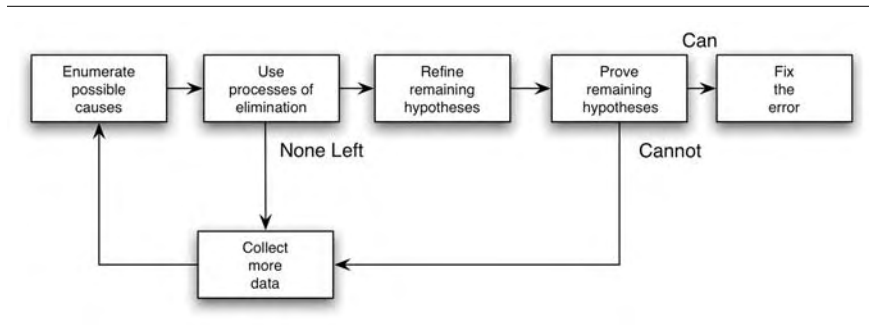 Enumerate
possible
causes
Use
processes of
elimination
Refine
remaining
hypotheses
Prove
remaining
hypotheses
Can
Fix
the
error
None Left
Cannot
Collect
more
data